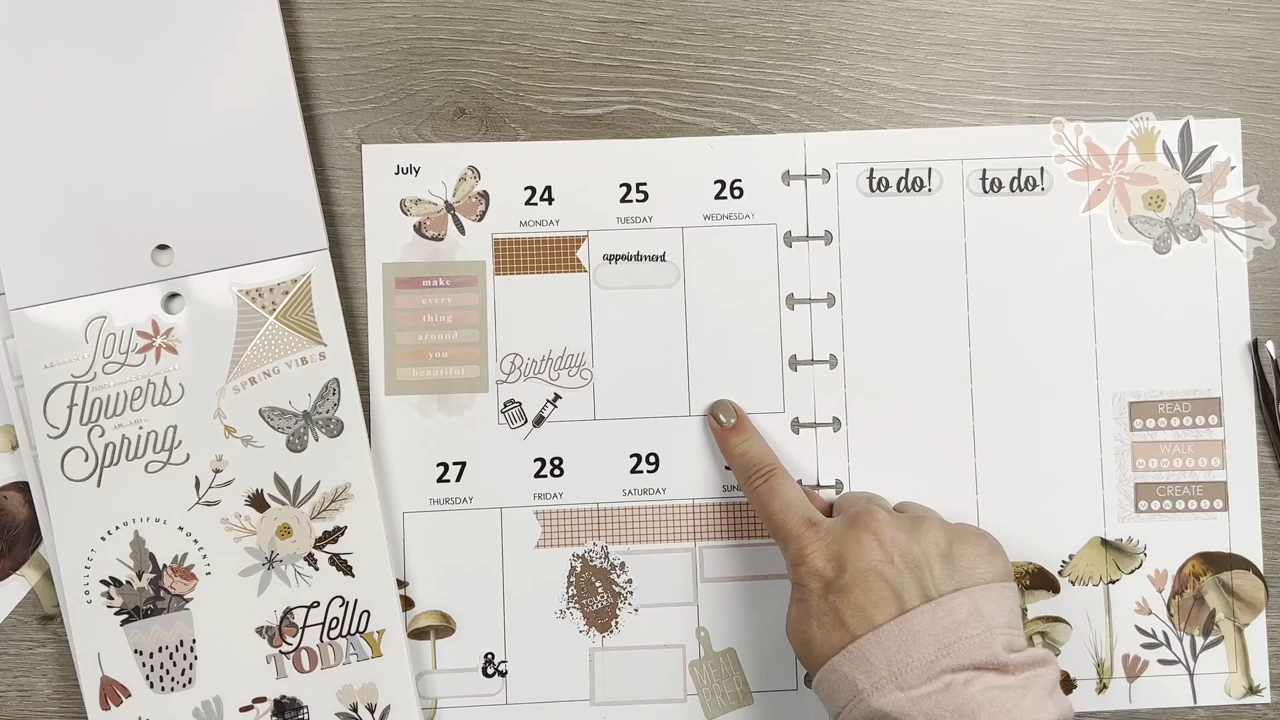 July
24
25
26
MONDAY
TUESDAY
WEDNESDAY
make
every
thing
around
you
beautiful
appointment
Birthday
27
28
29
THURSDAY
FRIDAY
SATURDAY
&
TOUGH
MUDDER
MEAL
PREP
to do!
to do!
READ
M T W T F S S
WALK
M T W T F S S
CREATE
M T W T F S S
Joy
Flowers
Spring
SPRING VIBES
COLLECT BEAUTIFUL MOMENTS
Hello
TODAY